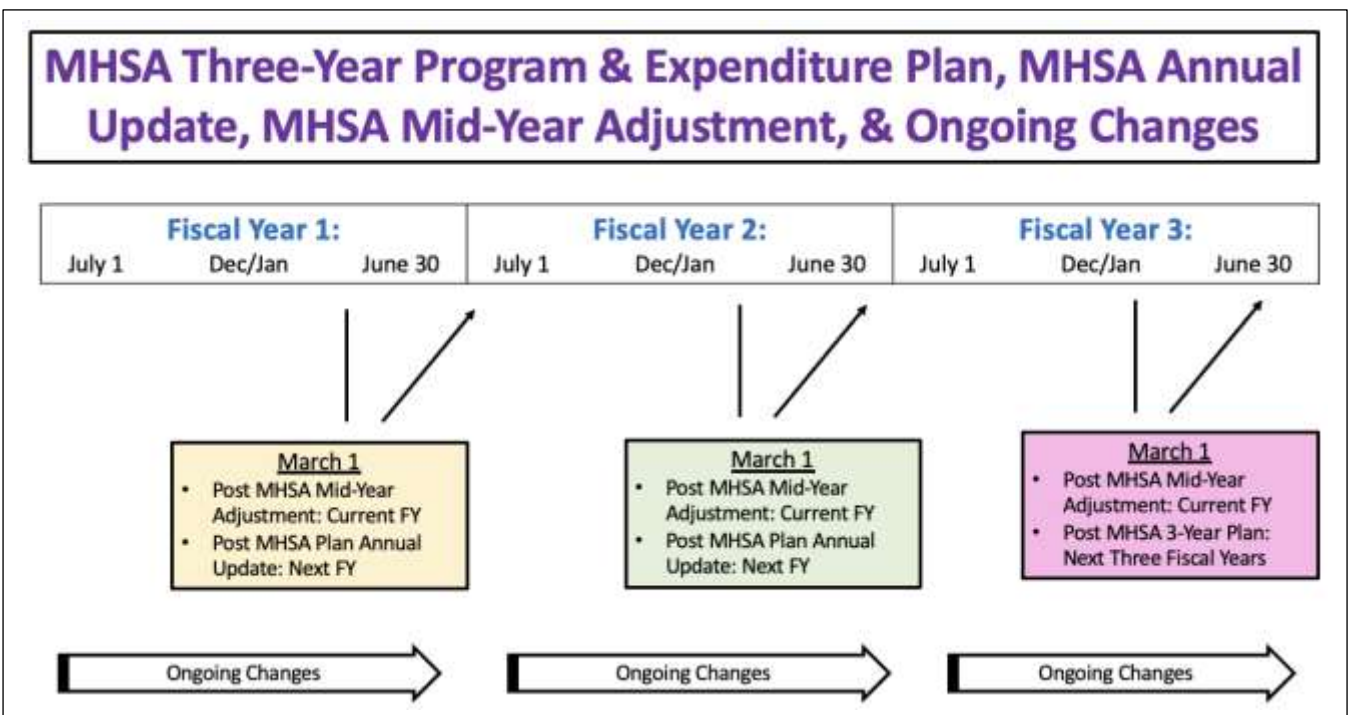 MHSA Three-Year Program & Expenditure Plan, MHSA Annual
Update, MHSA Mid-Year Adjustment, & Ongoing Changes
Fiscal Year 1:
July 1 Dec/Jan June 30
Fiscal Year 2:
July 1 Dec/Jan June 30
Fiscal Year 3:
July 1 Dec/Jan June 30
March 1
• Post MHSA Mid-Year
Adjustment: Current FY
• Post MHSA Plan Annual
Update: Next FY
March 1
• Post MHSA Mid-Year
Adjustment: Current FY
• Post MHSA Plan Annual
Update: Next FY
March 1
• Post MHSA Mid-Year
Adjustment: Current FY
• Post MHSA 3-Year Plan:
Next Three Fiscal Years
Ongoing Changes
Ongoing Changes
Ongoing Changes